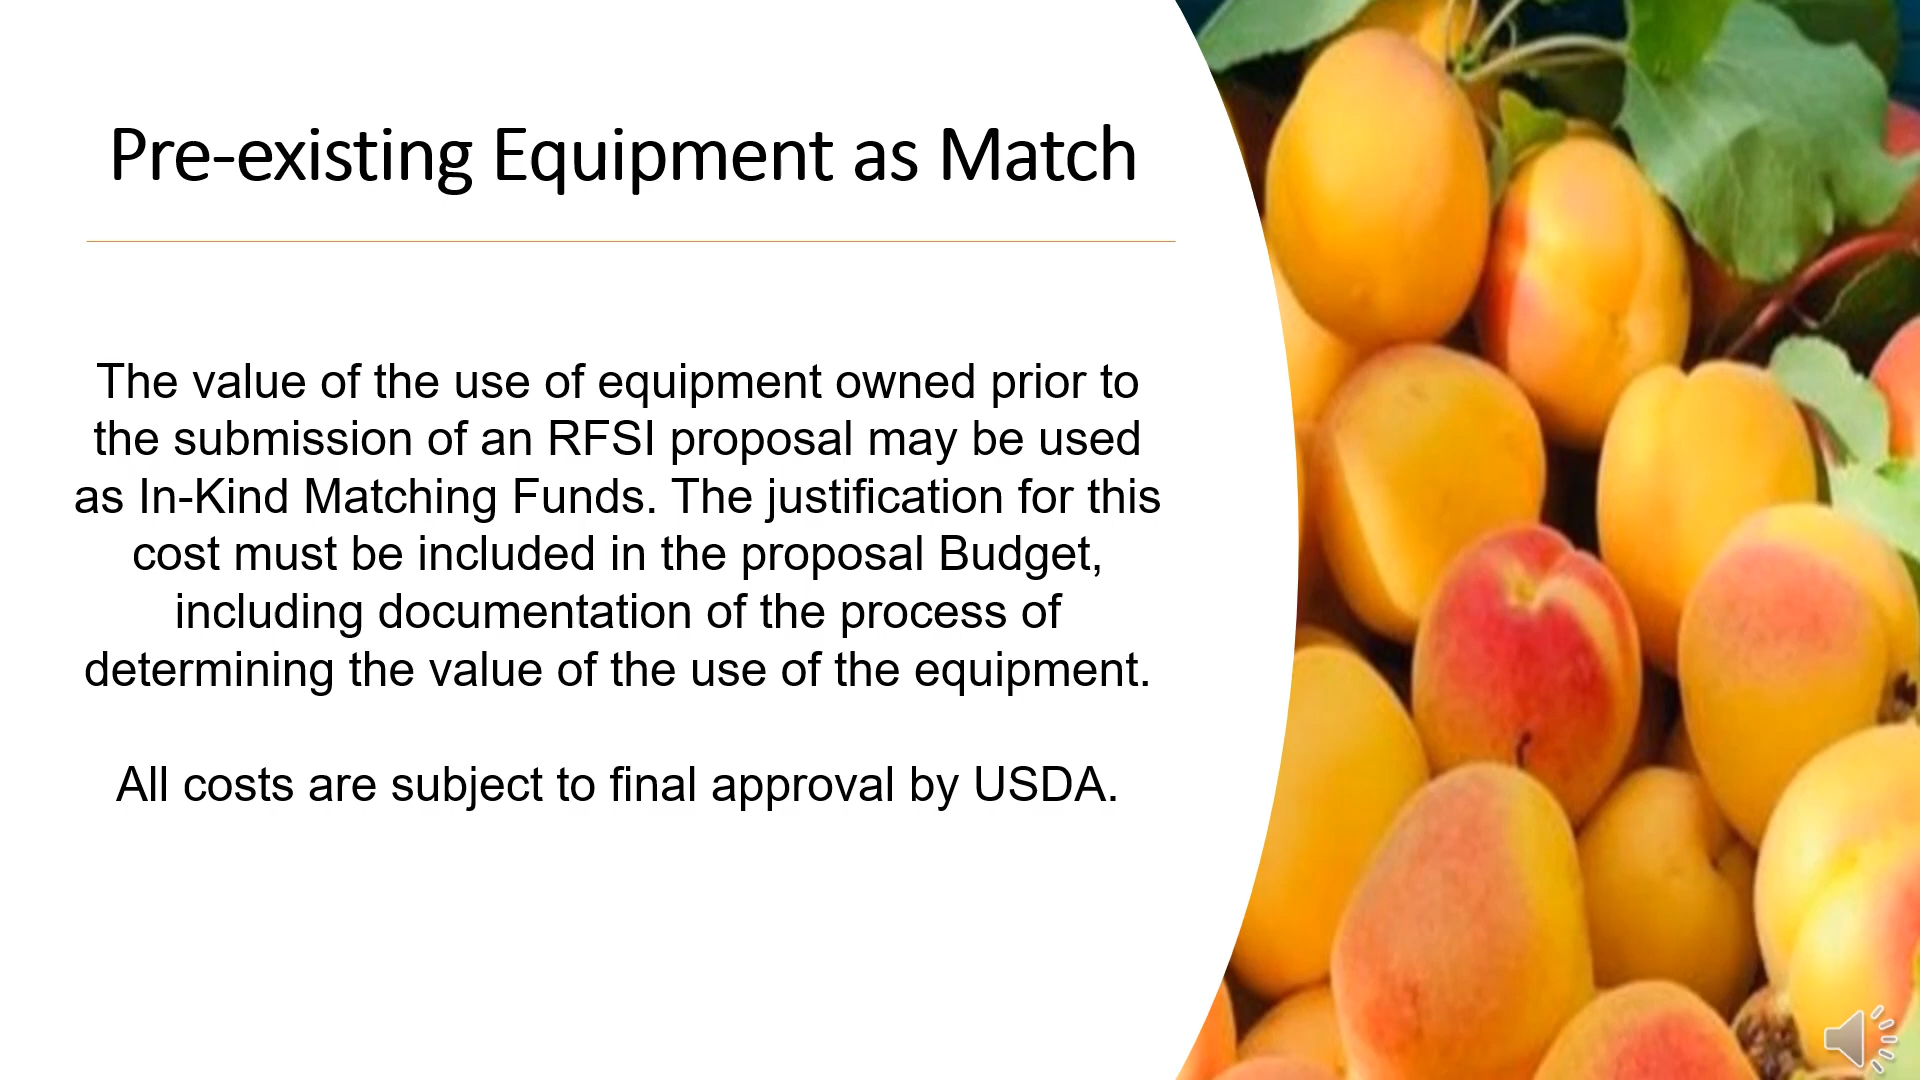 Pre-existing Equipment as Match
The value of the use of equipment owned prior to
the submission of an RFSI proposal may be used
as In-Kind Matching Funds. The justification for this
cost must be included in the proposal Budget,
including documentation of the process of
determining the value of the use of the equipment.
All costs are subject to final approval by USDA.